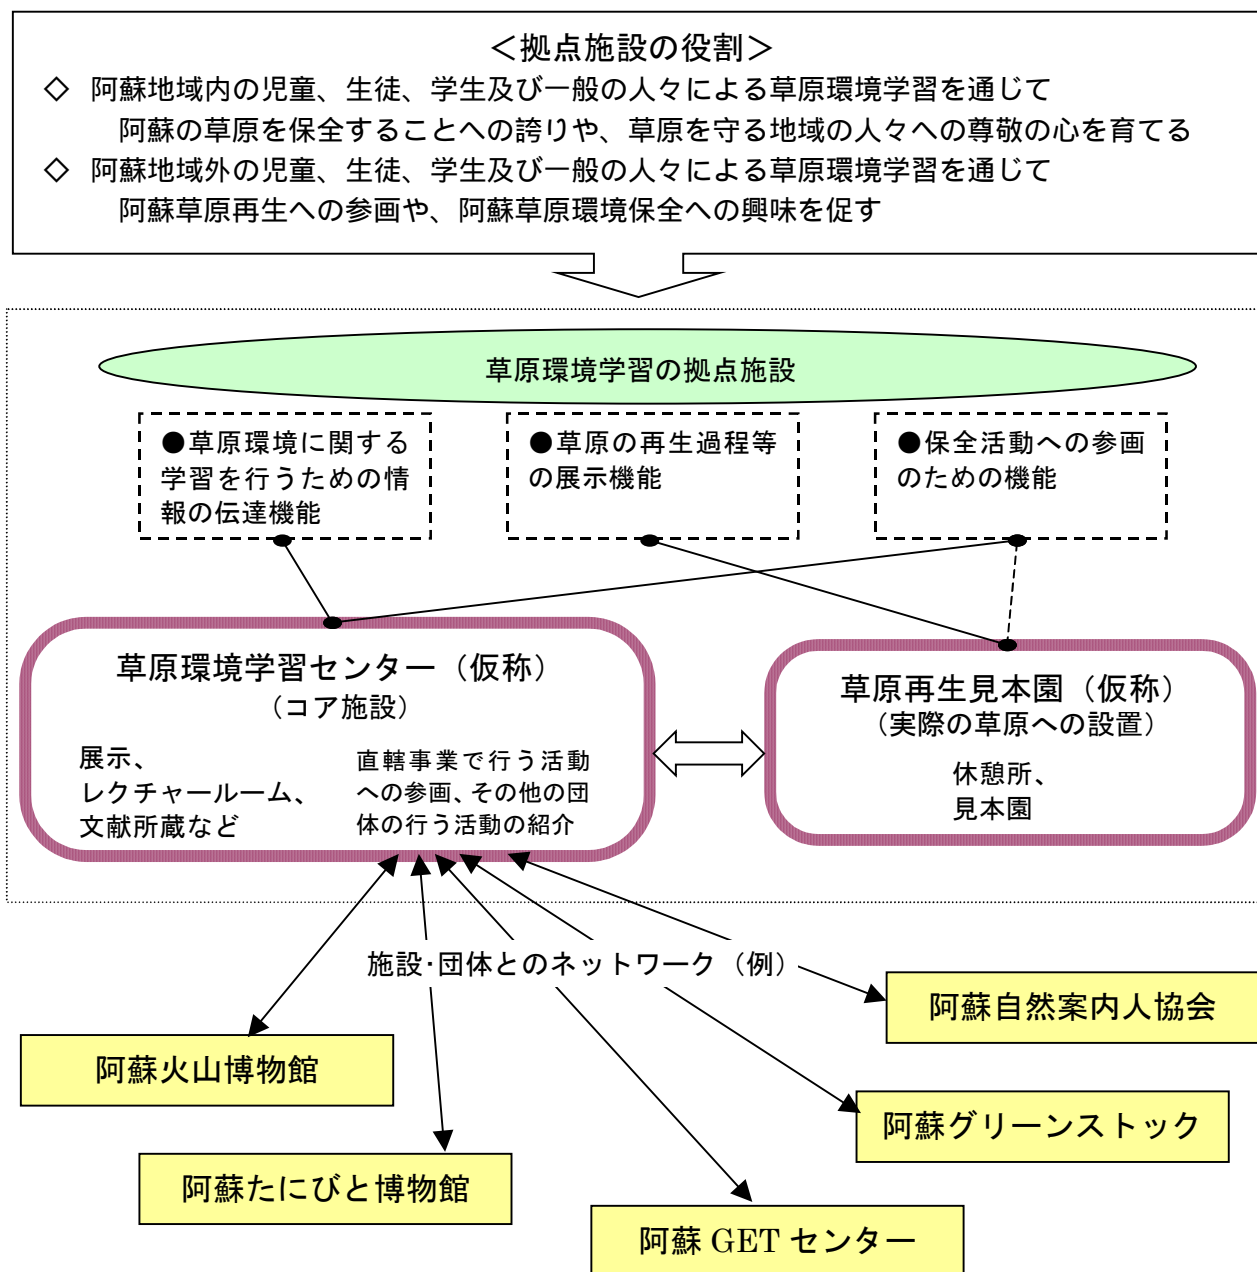 ＜拠点施設の役割＞
◇ 阿蘇地域内の児童、生徒、学生及び一般の人々による草原環境学習を通じて
阿蘇の草原を保全することへの誇りや、草原を守る地域の人々への尊敬の心を育てる
◇ 阿蘇地域外の児童、生徒、学生及び一般の人々による草原環境学習を通じて
阿蘇草原再生への参画や、阿蘇草原環境保全への興味を促す
草原環境学習の拠点施設
●草原環境に関する
学習を行うための情
報の伝達機能
●草原の再生過程等
の展示機能
●保全活動への参画
のための機能
草原環境学習センター（仮称）
（コア施設）
展示、
レクチャールーム、
文献所蔵など
直轄事業で行う活動
への参画、その他の団
体の行う活動の紹介
草原再生見本園（仮称）
（実際の草原への設置）
休憩所、
見本園
施設･団体とのネットワーク（例）
阿蘇自然案内人協会
阿蘇火山博物館
阿蘇グリーンストック
阿蘇たにびと博物館
阿蘇 GET センター